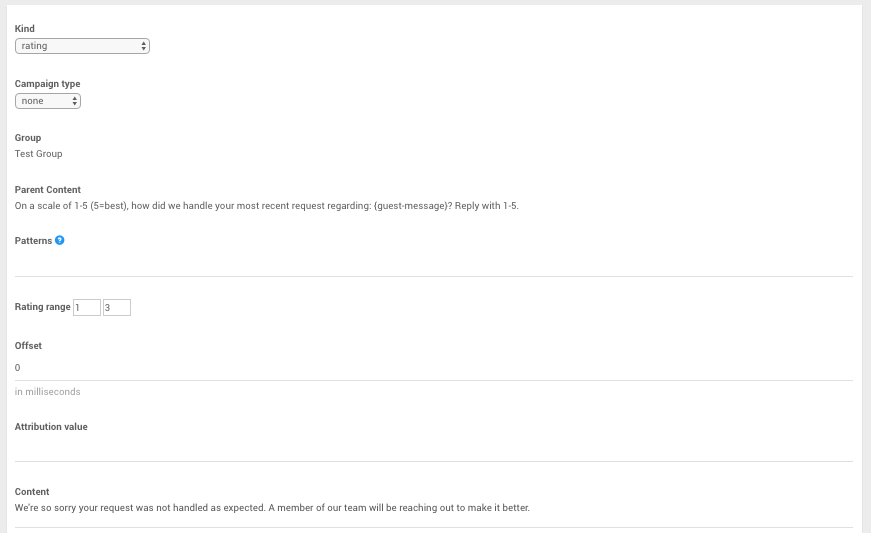 Kind
rating
Campaign type
none
Group
Test Group
Parent Content
On a scale of 1-5 (5=best), how did we handle your most recent request regarding: {guest-message}? Reply with 1-5.
Patterns ?
Rating range 1 3
Offset
0
in milliseconds
Attribution value
Content
We're so sorry your request was not handled as expected. A member of our team will be reaching out to make it better.